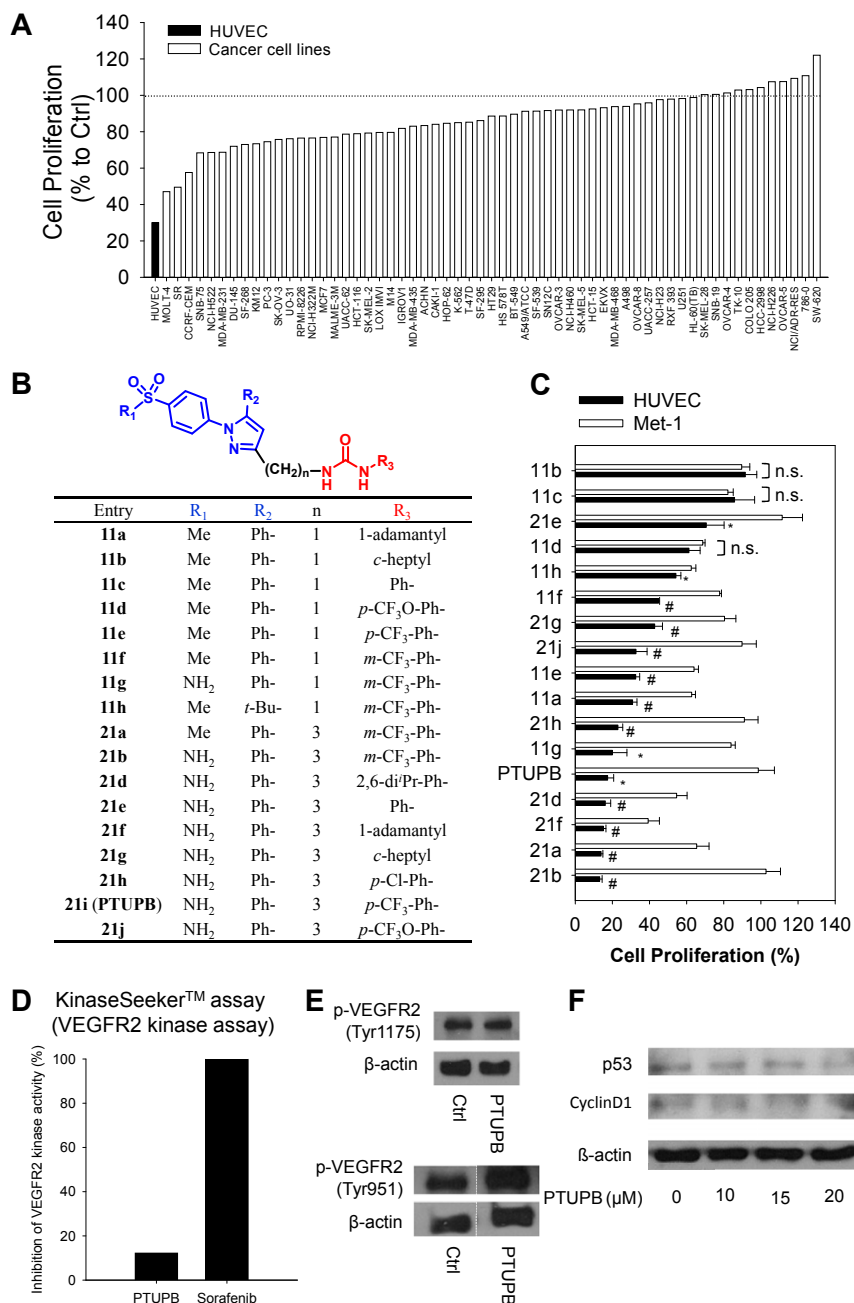 A
HUVEC
Cancer cell lines
Cell Proliferation
(% to Ctrl)
140
120
100
80
60
40
20
0
HUVEC
MOLT-4
SR
CCRF-CEM
SNB-75
NCI-H522
MDA-MB-231
DU-145
SF-268
KM12
PC-3
SK-OV-3
UO-31
RPMI-8226
NCI-H322M
MCF7
MALME-3M
UACC-62
HCT-116
SK-MEL-2
LOX IMVI
M14
IGROV1
MDA-MB-435
ACHN
CAKI-1
HOP-62
K-562
T-47D
SF-295
HT29
HS 578T
BT-549
A549/ATCC
SF-539
SN12C
OVCAR-3
NCI-H460
SK-MEL-5
HCT-15
EKVX
MDA-MB-468
A498
OVCAR-8
UACC-257
NCI-H23
RXF 393
U251
HL-60(TB)
SK-MEL-28
SNB-19
OVCAR-4
TK-10
COLO 205
HCC-2998
NCI-H226
OVCAR-5
NCI/ADR-RES
786-0
SW-620
B
O O
S
R1
R2
N
N
(CH2)n
N
H
O
N
H
R3
Entry R1 R2 n R3
11a Me Ph- 1 1-adamantyl
11b Me Ph- 1 c-heptyl
11c Me Ph- 1 Ph-
11d Me Ph- 1 p-CF3O-Ph-
11e Me Ph- 1 p-CF3-Ph-
11f Me Ph- 1 m-CF3-Ph-
11g NH2 Ph- 1 m-CF3-Ph-
11h Me t-Bu- 1 m-CF3-Ph-
21a Me Ph- 3 m-CF3-Ph-
21b NH2 Ph- 3 m-CF3-Ph-
21d NH2 Ph- 3 2,6-diⁱPr-Ph-
21e NH2 Ph- 3 Ph-
21f NH2 Ph- 3 1-adamantyl
21g NH2 Ph- 3 c-heptyl
21h NH2 Ph- 3 p-Cl-Ph-
21i (PTUPB) NH2 Ph- 3 p-CF3-Ph-
21j NH2 Ph- 3 p-CF3O-Ph-
C
HUVEC
Met-1
11b n.s.
11c n.s.
21e *
11d n.s.
11h *
11f #
21g #
21j #
11e #
11a #
21h #
11g *
PTUPB *
21d #
21f #
21a #
21b #
0 20 40 60 80 100 120 140
Cell Proliferation (%)
D
KinaseSeeker™ assay
(VEGFR2 kinase assay)
Inhibition of VEGFR2 kinase activity (%)
100
80
60
40
20
0
PTUPB Sorafenib
E
p-VEGFR2
(Tyr1175)
β-actin
Ctrl
PTUPB
p-VEGFR2
(Tyr951)
β-actin
Ctrl
PTUPB
F
p53
CyclinD1
ß-actin
PTUPB (µM) 0 10 15 20